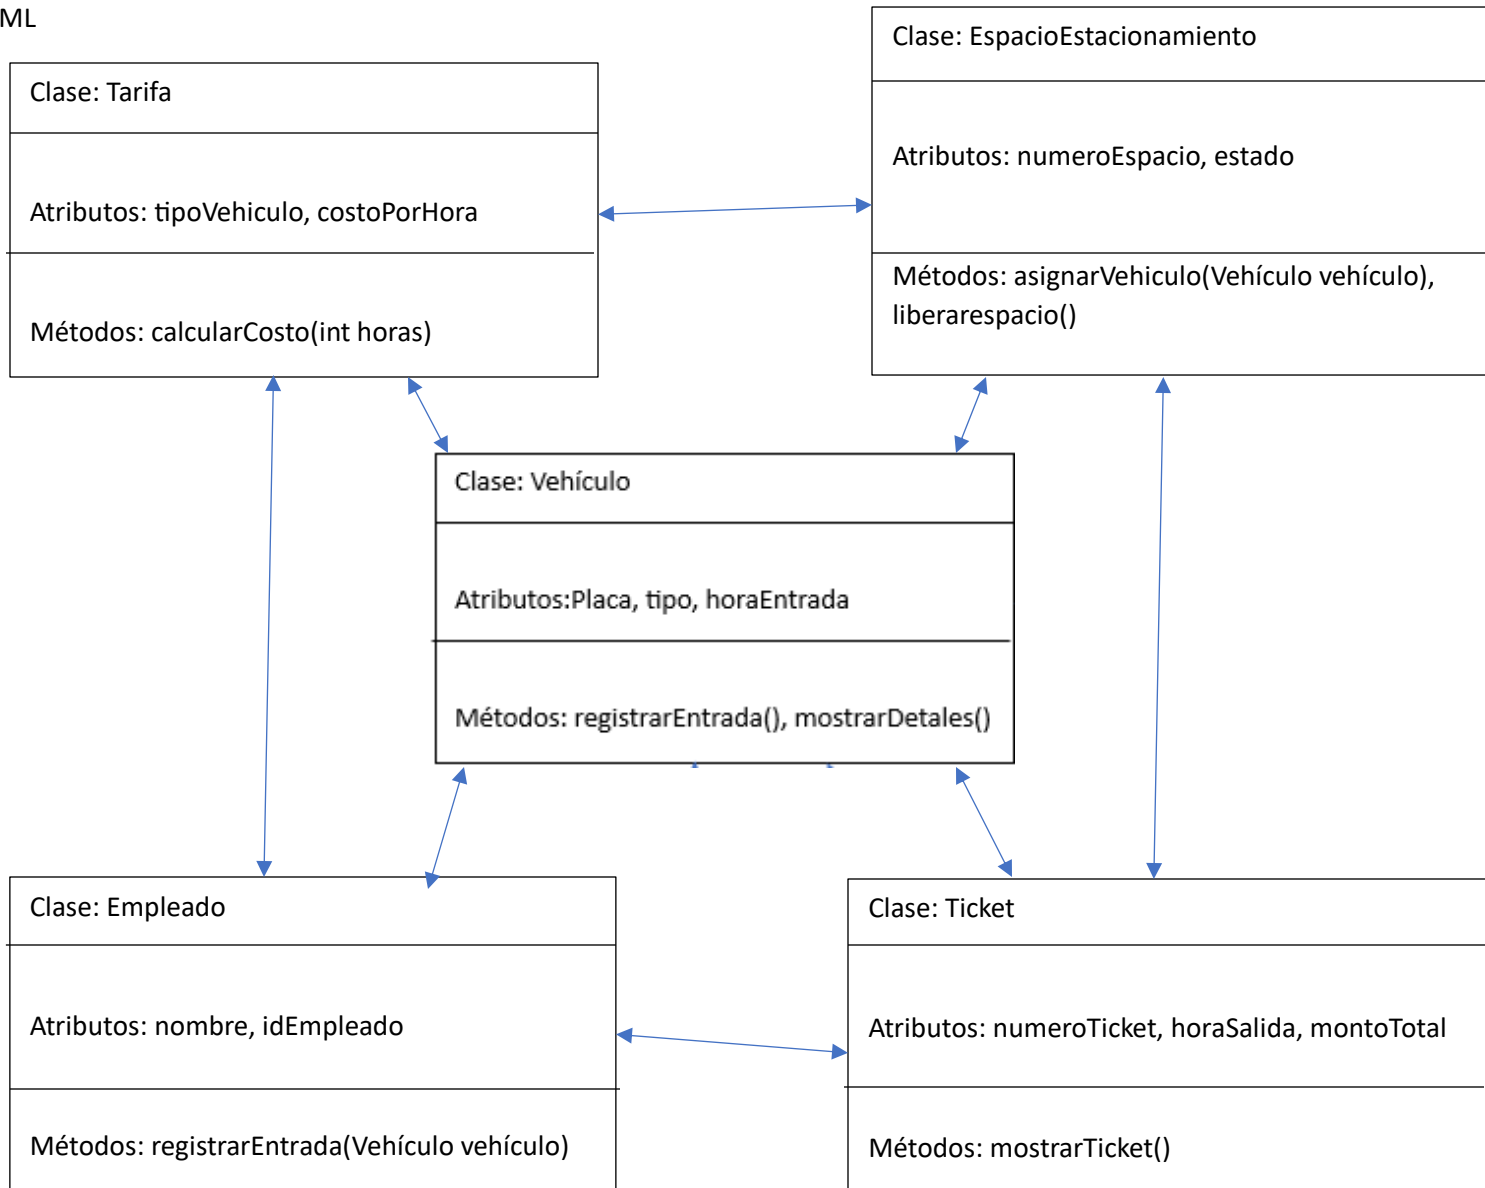 ML
Clase: EspacioEstacionamiento
Atributos: numeroEspacio, estado
Métodos: asignarVehiculo(Vehículo vehículo),
liberarespacio()
Clase: Tarifa
Atributos: tipoVehiculo, costoPorHora
Métodos: calcularCosto(int horas)
Clase: Vehículo
Atributos:Placa, tipo, horaEntrada
Métodos: registrarEntrada(), mostrarDetales()
Clase: Empleado
Atributos: nombre, idEmpleado
Métodos: registrarEntrada(Vehículo vehículo)
Clase: Ticket
Atributos: numeroTicket, horaSalida, montoTotal
Métodos: mostrarTicket()